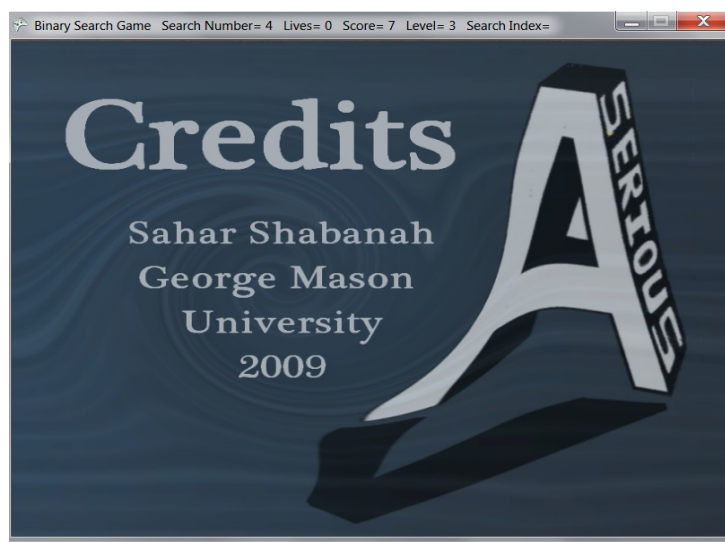 Binary Search Game Search Number= 4 Lives= 0 Score= 7 Level= 3 Search Index=
Credits
SERIOUS
A
Sahar Shabanah
George Mason
University
2009